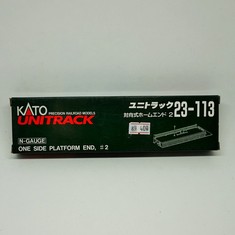 KATO
PRECISION RAILROAD MODELS
UNITRACK
ユニトラック
対向式ホームエンド 2
23-113
N-GAUGE
ONE SIDE PLATFORM END, #2